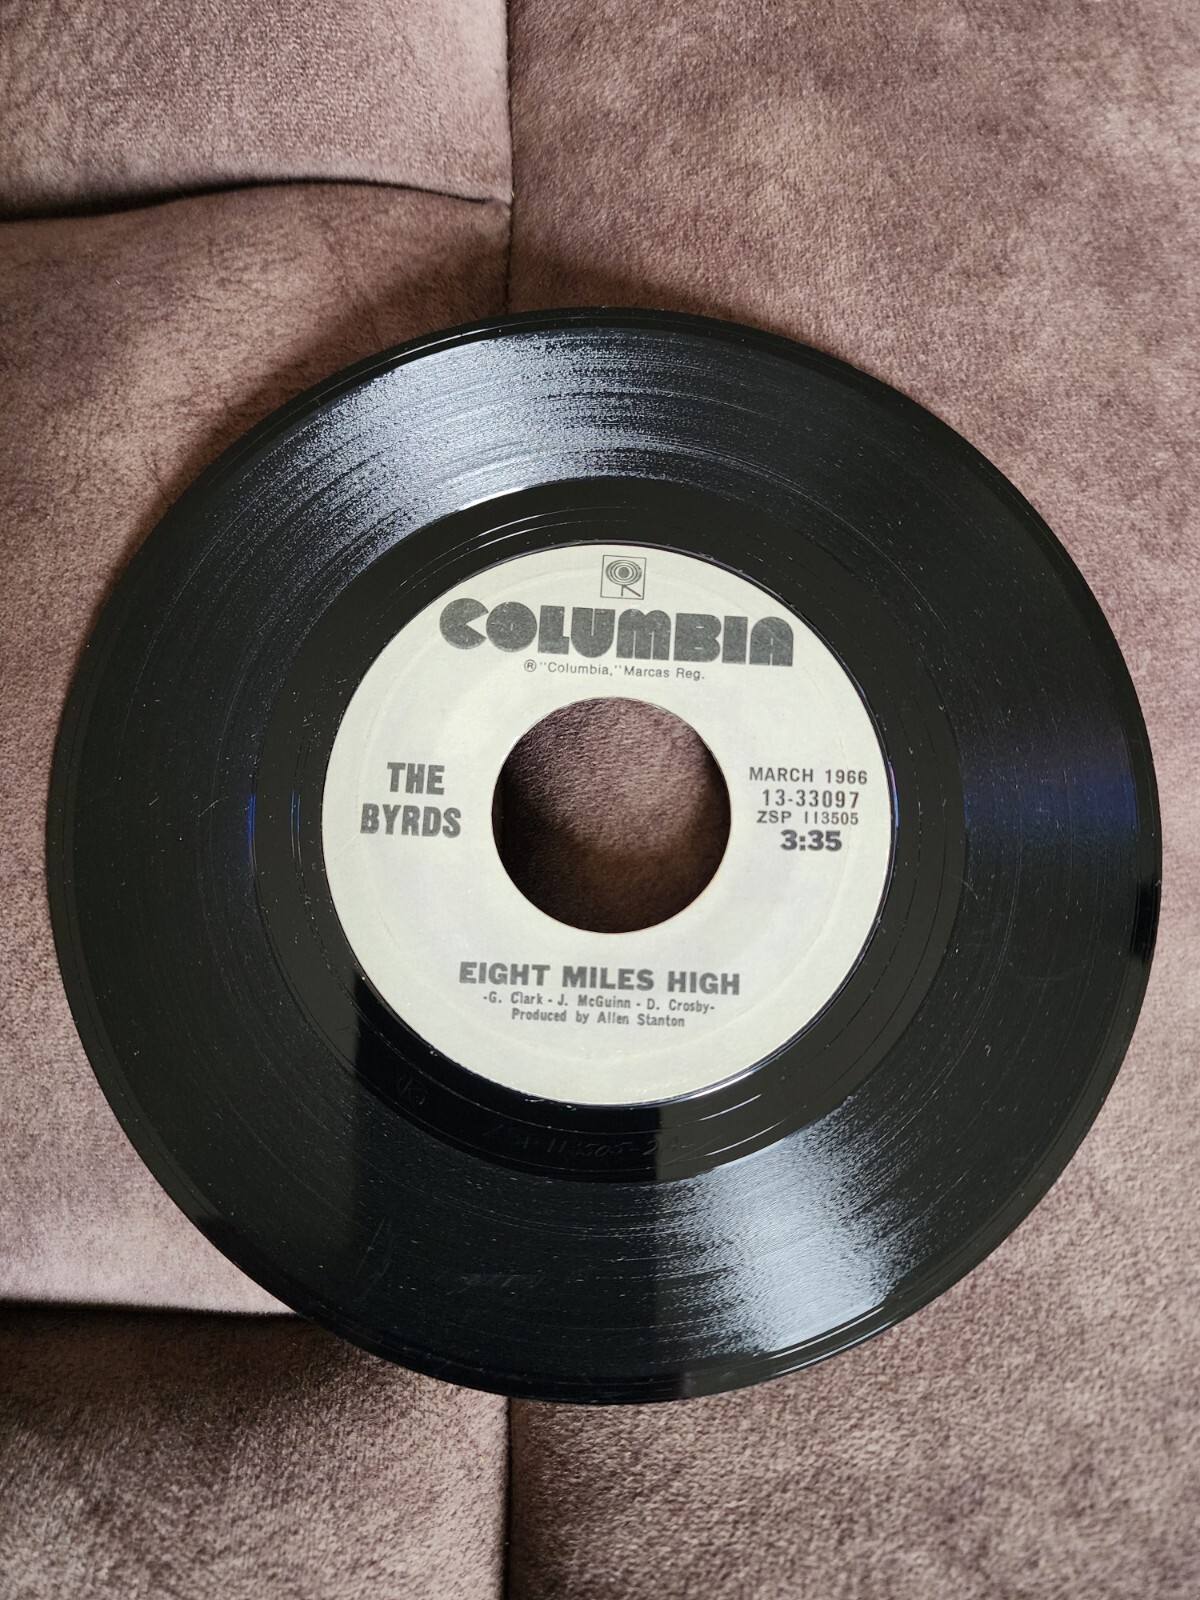 COLUMBIA
® "Columbia," Marcas Reg.
THE
BYRDS
MARCH 1966
13-33097
ZSP 113505
3:35
EIGHT MILES HIGH
-G. Clark - J. McGuinn - D. Crosby-
Produced by Allen Stanton